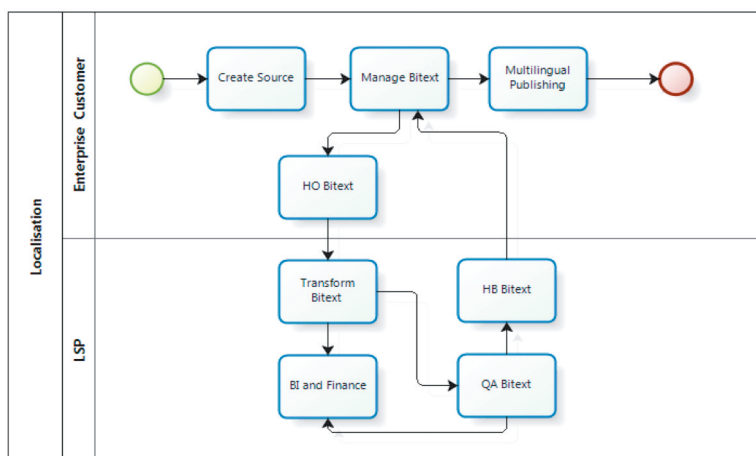 Localisation
Enterprise Customer
Create Source
Manage Bitext
Multilingual
Publishing
HO Bitext
LSP
Transform
Bitext
HB Bitext
BI and Finance
QA Bitext